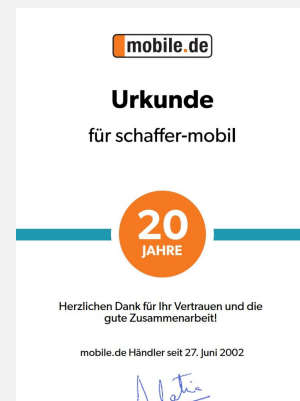 mobile.de
Urkunde
für schaffer-mobil
20
JAHRE
Herzlichen Dank für Ihr Vertrauen und die
gute Zusammenarbeit!
mobile.de Händler seit 27. Juni 2002